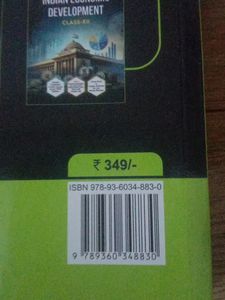 INDIAN ECONOMIC
DEVELOPMENT
CLASS-XII
₹ 349/-
ISBN 978-93-6034-883-0
9 789360 348830